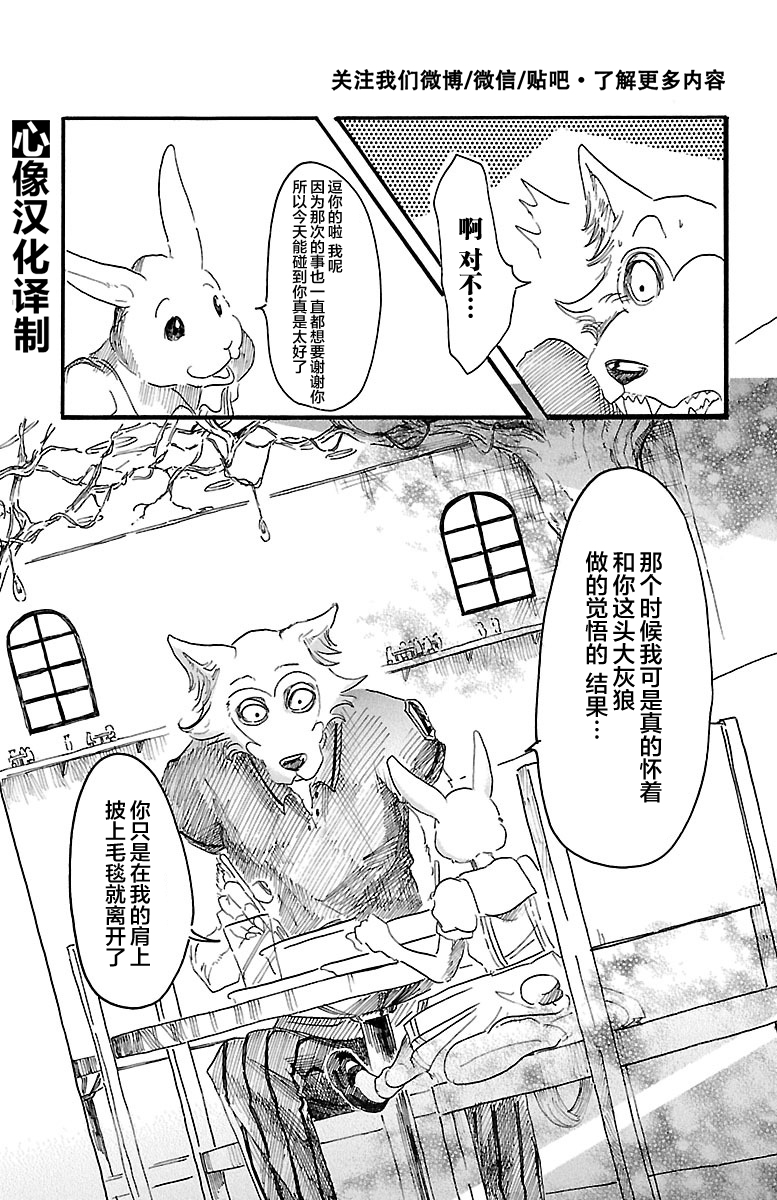 关注我们微博/微信/贴吧·了解更多内容
心像汉化译制
啊 对不…
逗你的啦 我呢
因为那次的事也一直都想要谢谢你
所以今天能碰到你真是太好了
那个时候我可是真的怀着
和你这头大灰狼
做的觉悟的 结果…
你只是在我的肩上
披上毛毯就离开了